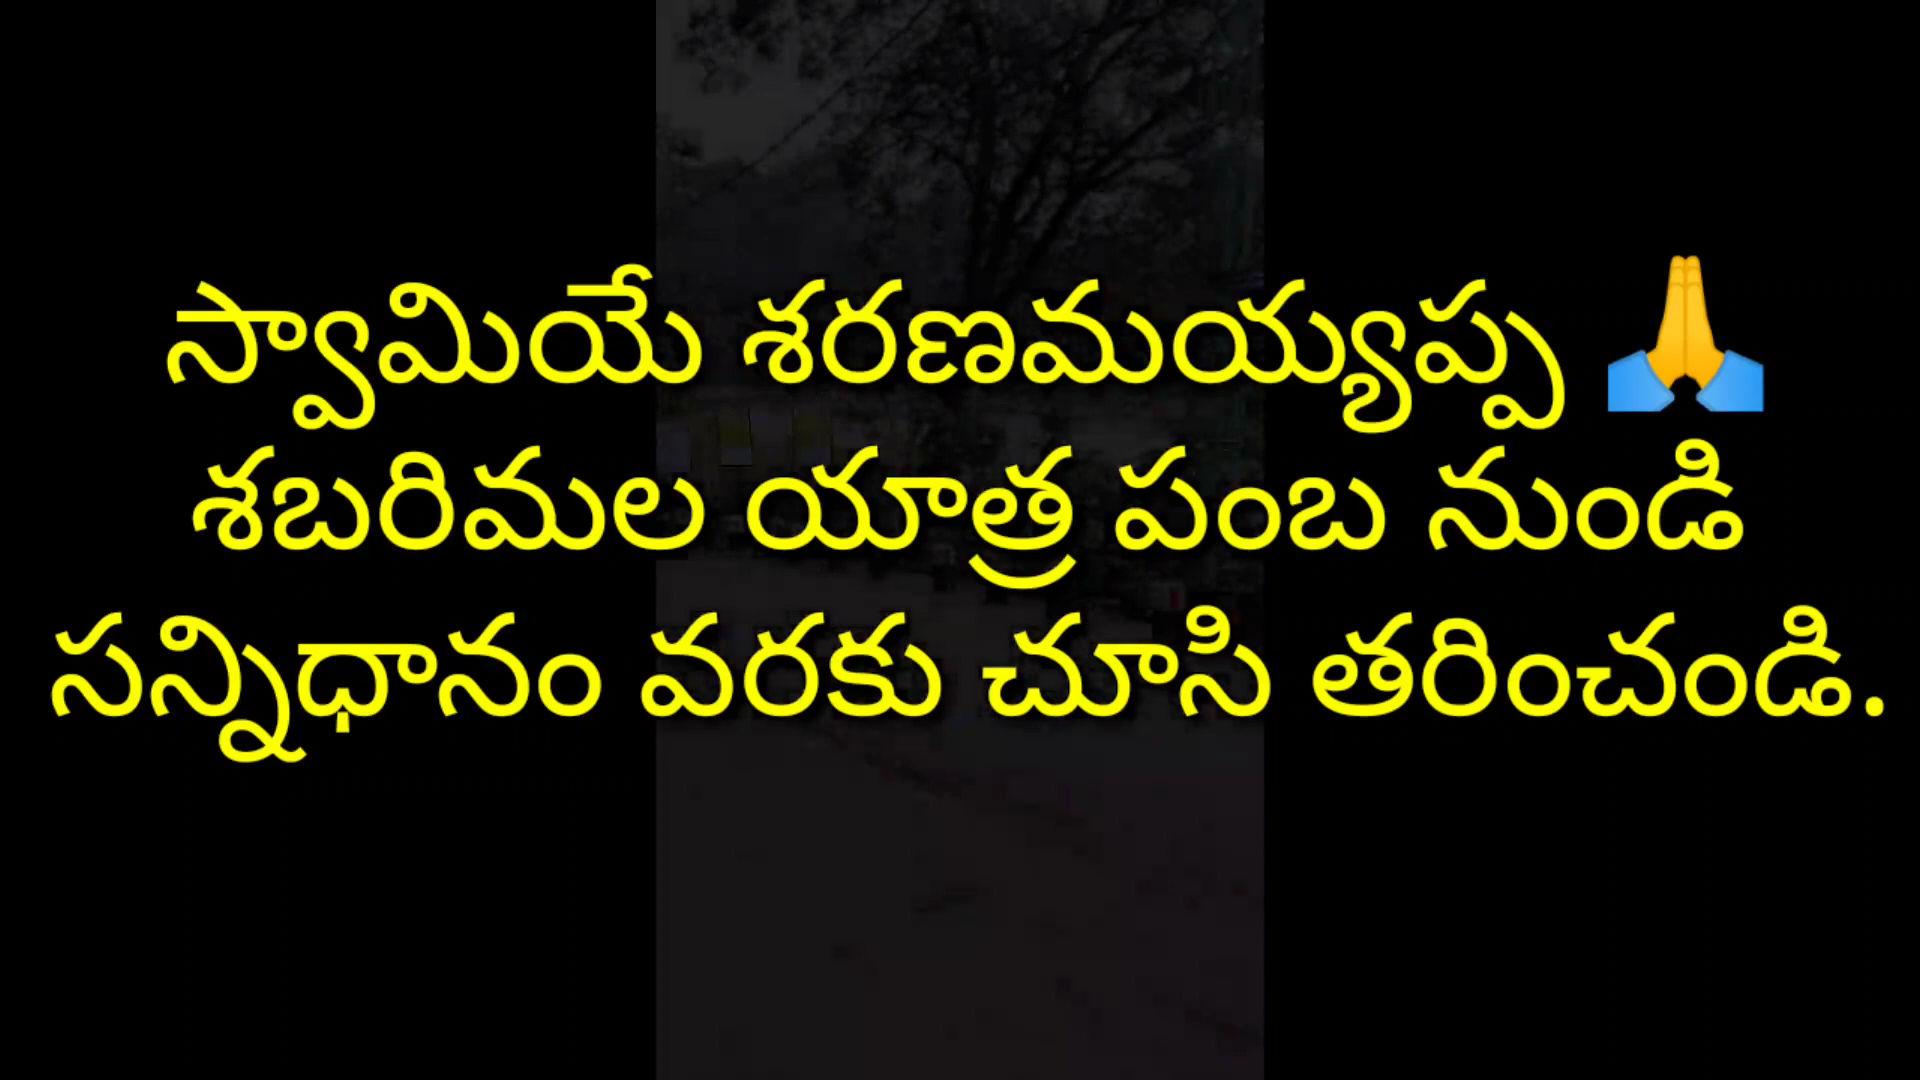 స్వామియే శరణమయ్యప్ప 🙏
శబరిమల యాత్ర పంబ నుండి
సన్నిధానం వరకు చూసి తరించండి.